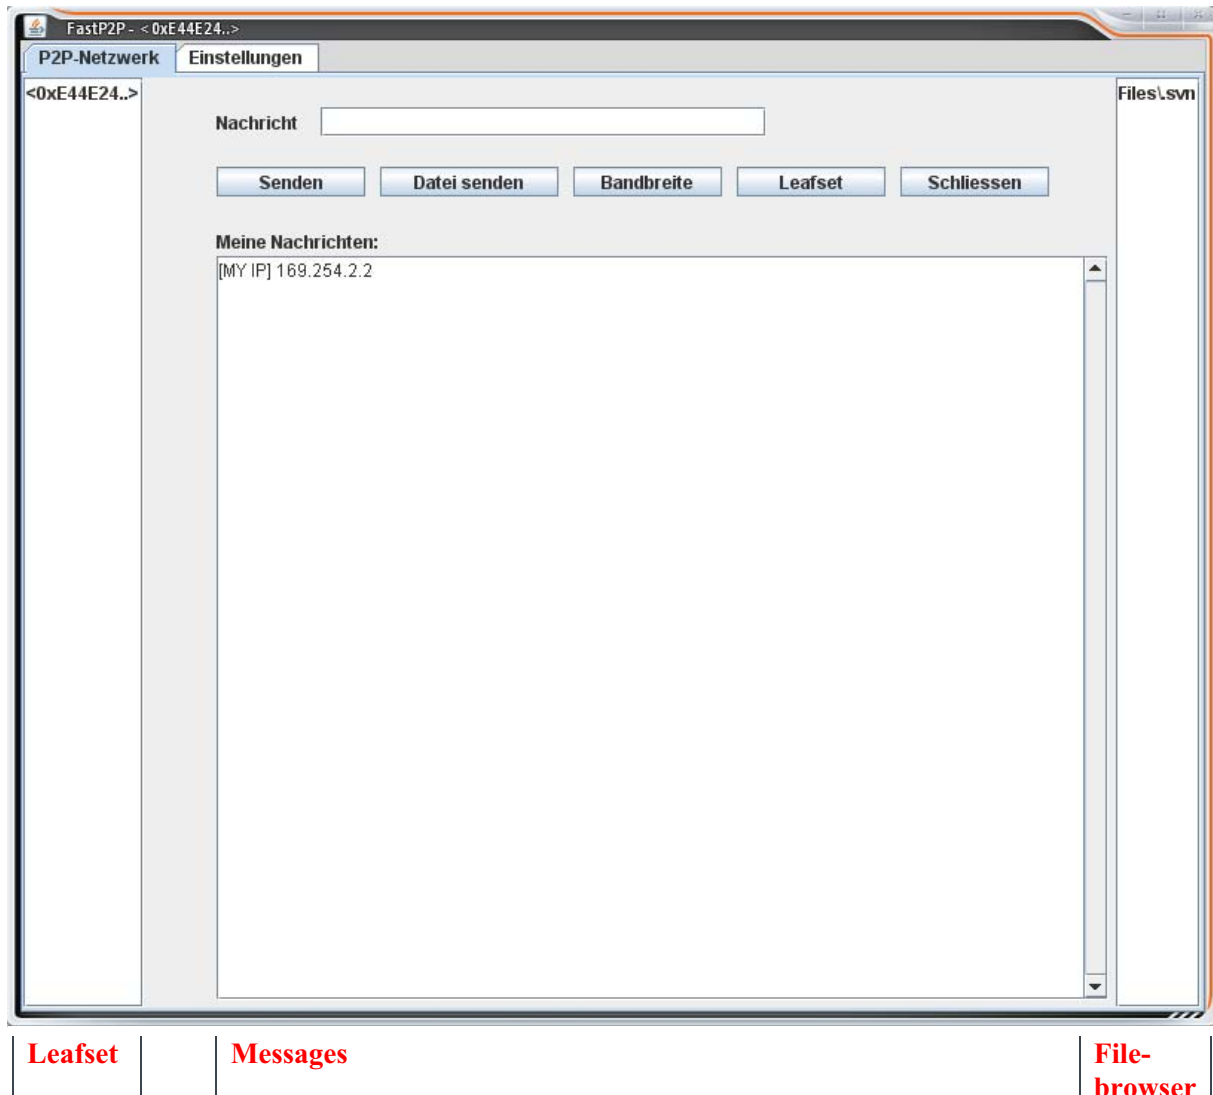 FastP2P - <0xE44E24..>
P2P-Netzwerk Einstellungen
<0xE44E24..>
Files\.svn
Nachricht
Senden Datei senden Bandbreite Leafset Schliessen
Meine Nachrichten:
[MY IP] 169.254.2.2
Leafset
Messages
File-
browser